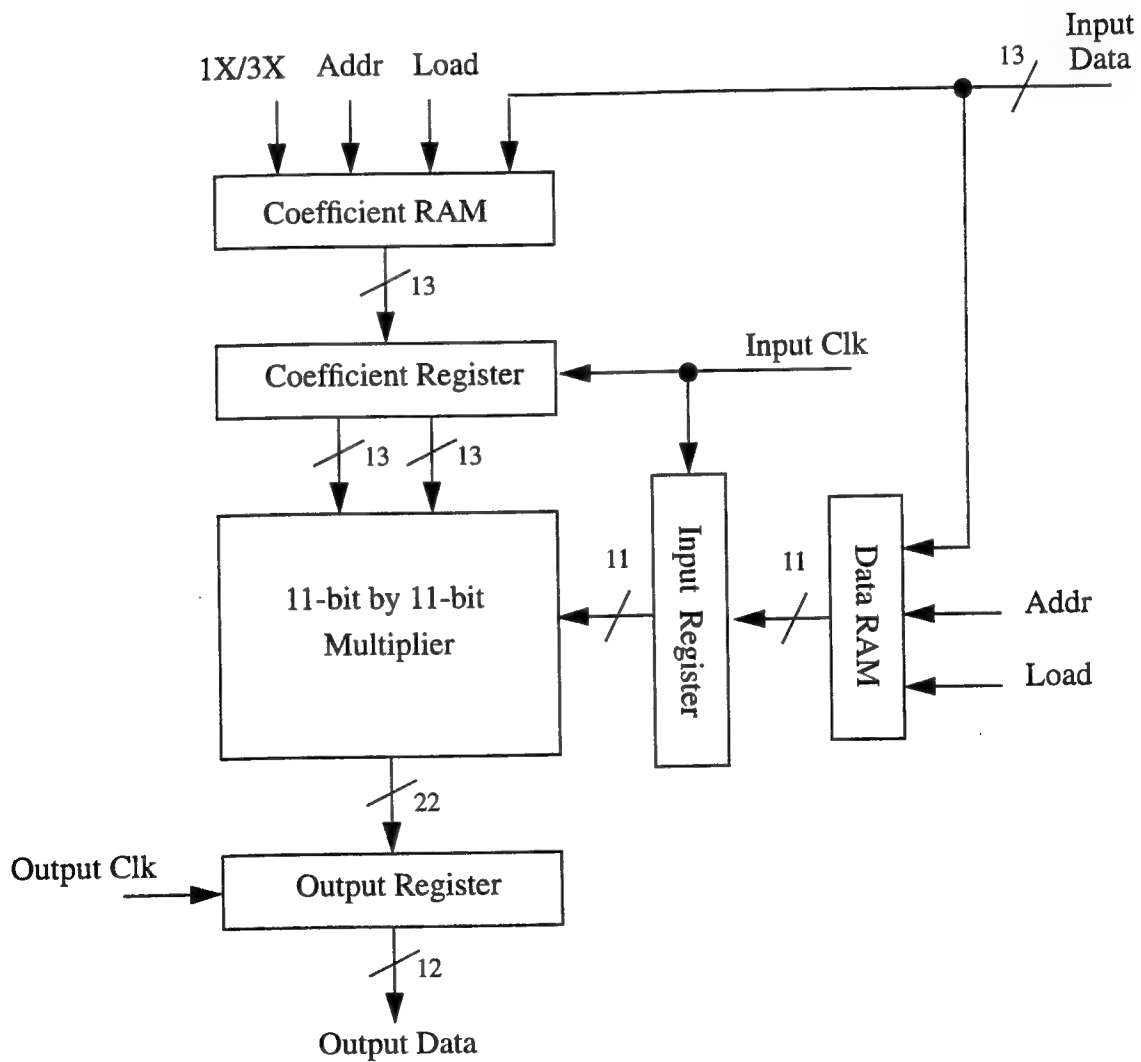 Input
Data
13
1X/3X Addr Load
Coefficient RAM
13
Input Clk
Coefficient Register
13 13
11-bit by 11-bit
Multiplier
11
Input Register
11
Data RAM
Addr
Load
22
Output Clk
Output Register
12
Output Data